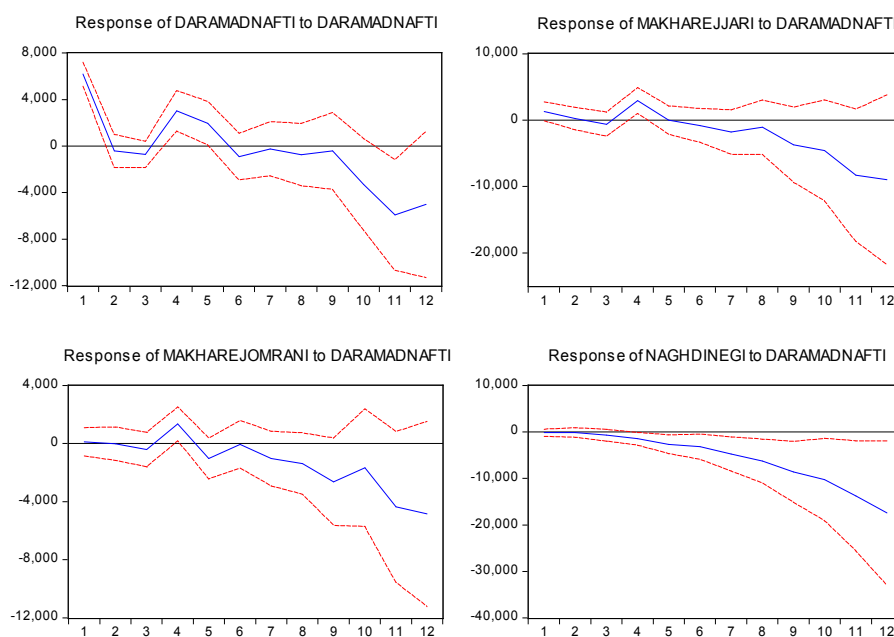 Response of DARAMADNAFTI to DARAMADNAFTI
8,000
4,000
0
-4,000
-8,000
-12,000
1 2 3 4 5 6 7 8 9 10 11 12
Response of MAKHAREJJARI to DARAMADNAFTI
10,000
0
-10,000
-20,000
1 2 3 4 5 6 7 8 9 10 11 12
Response of MAKHAREJOMRANI to DARAMADNAFTI
4,000
0
-4,000
-8,000
-12,000
1 2 3 4 5 6 7 8 9 10 11 12
Response of NAGHDINEGI to DARAMADNAFTI
10,000
0
-10,000
-20,000
-30,000
-40,000
1 2 3 4 5 6 7 8 9 10 11 12